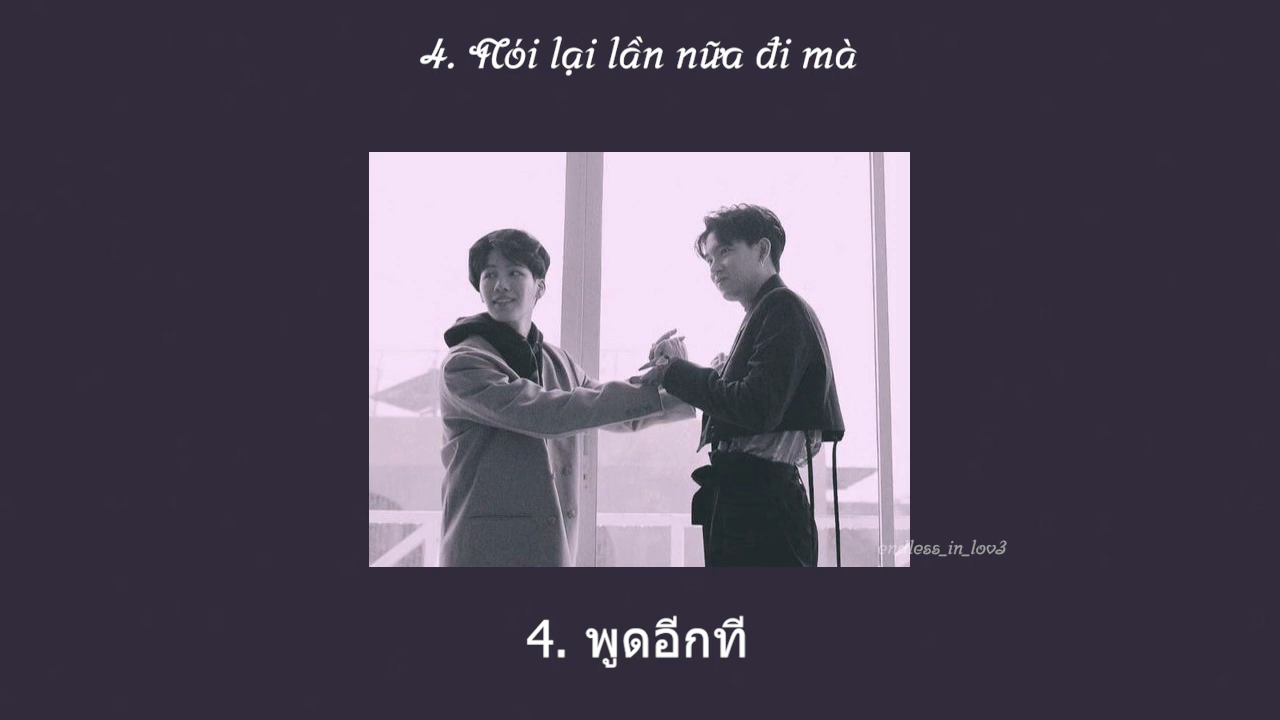 4. Nói lại lần nữa đi mà
endless_in_lov3
4. พูดอีกที